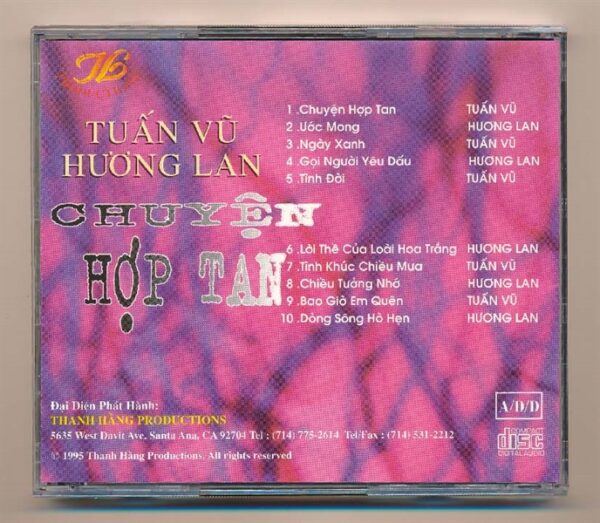 TUẤN VŨ
HƯƠNG LAN
CHUYỆN
HỢP TAN
1 .Chuyện Hợp Tan TUẤN VŨ
2 .Ước Mong HƯƠNG LAN
3 .Ngày Xanh TUẤN VŨ
4 .Gọi Người Yêu Dấu HƯƠNG LAN
5 .Tình Đời TUẤN VŨ
6 .Lời Thề Của Loài Hoa Trắng HƯƠNG LAN
7 .Tình Khúc Chiều Mưa TUẤN VŨ
8 .Chiều Tưởng Nhớ HƯƠNG LAN
9 .Bao Giờ Em Quên TUẤN VŨ
10 .Dòng Sông Hò Hẹn HƯƠNG LAN
Đại Diện Phát Hành:
THANH HẰNG PRODUCTIONS
5635 West Davit Ave, Santa Ana, CA 92704 Tel : (714) 775-2614 Tel/Fax : (714) 531-2212
© 1995 Thanh Hằng Productions. All rights reserved
A/D/D
COMPACT
disc
DIGITAL AUDIO